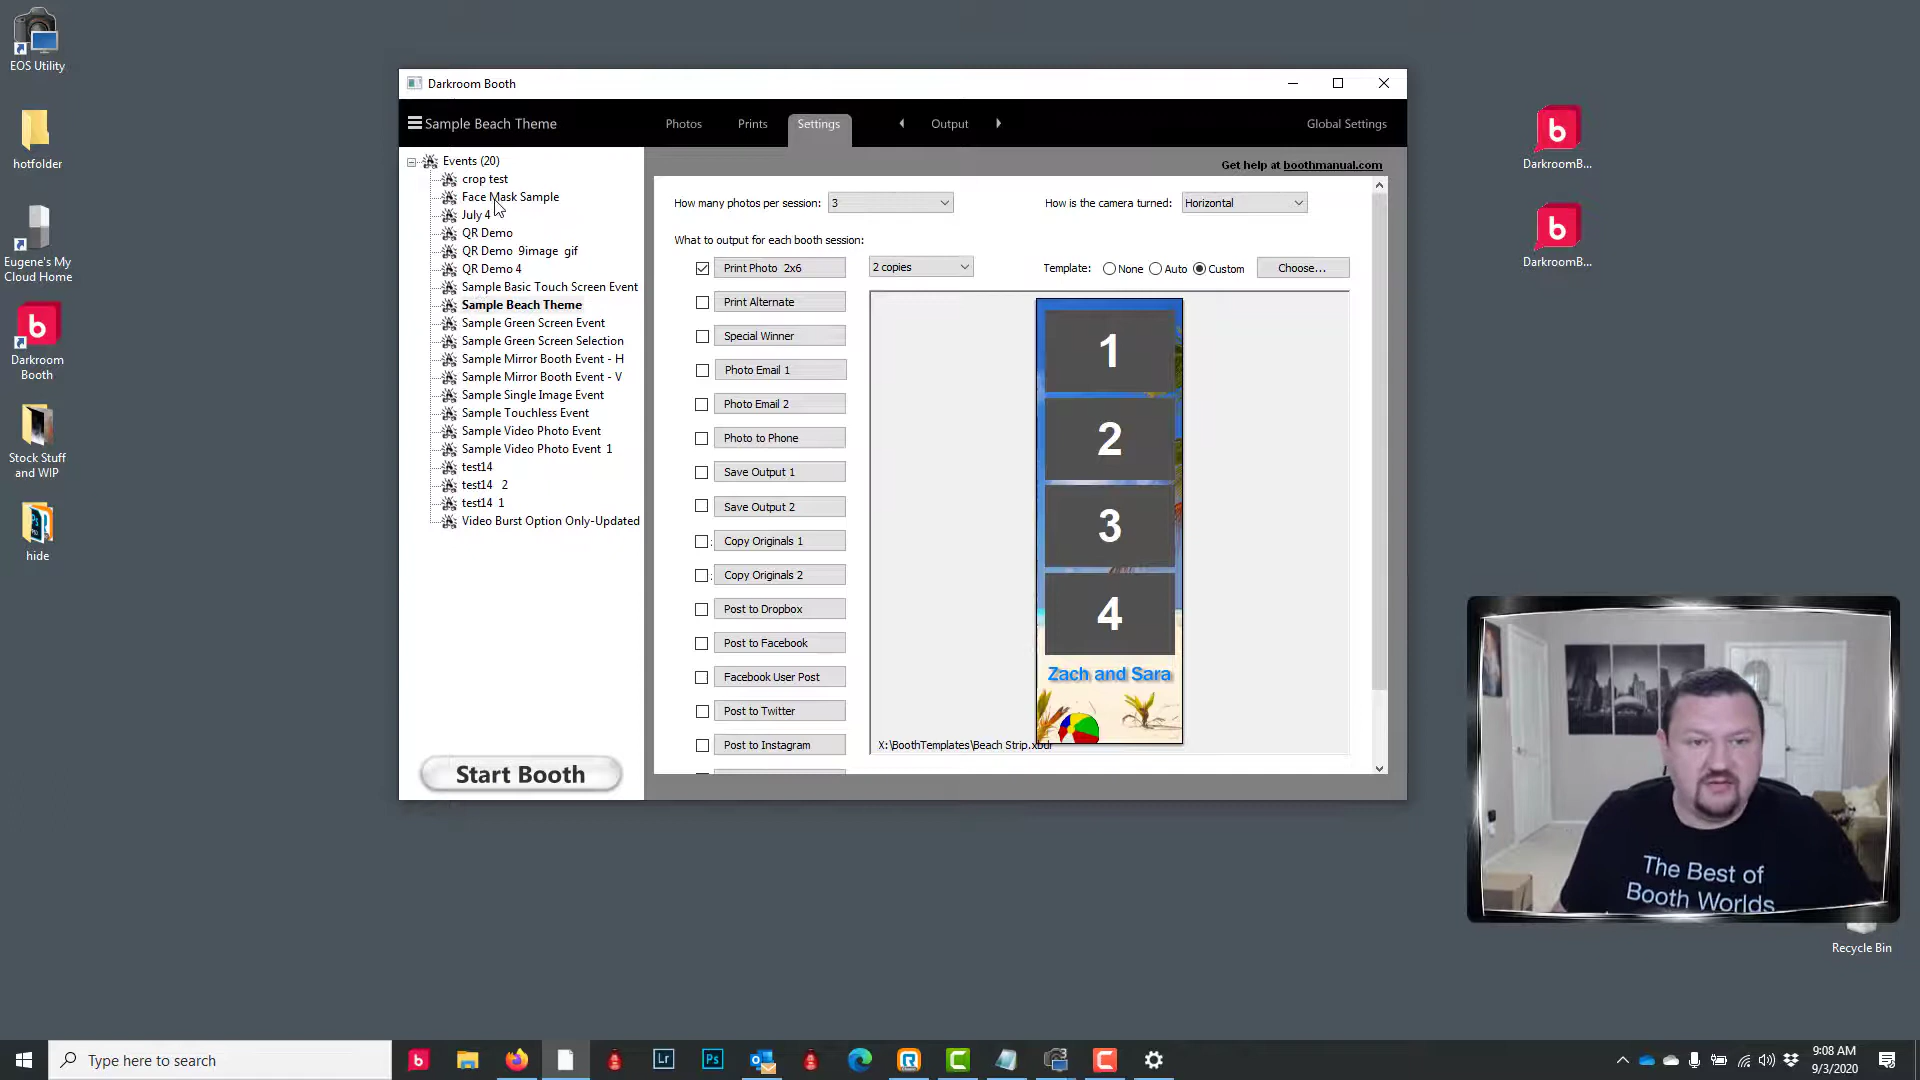 EOS Utility
hotfolder
Eugene's My
Cloud Home
Darkroom
Booth
Stock Stuff
and WIP
hide
Darkroom Booth
Sample Beach Theme
Photos
Prints
Settings
Output
Global Settings
Events (20)
crop test
Face Mask Sample
July 4
QR Demo
QR Demo 9image gif
QR Demo 4
Sample Basic Touch Screen Event
Sample Beach Theme
Sample Green Screen Event
Sample Green Screen Selection
Sample Mirror Booth Event - H
Sample Mirror Booth Event - V
Sample Single Image Event
Sample Touchless Event
Sample Video Photo Event
Sample Video Photo Event 1
test14
test14 2
test14 1
Video Burst Option Only-Updated
Start Booth
Get help at boothmanual.com
How many photos per session: 3
How is the camera turned: Horizontal
What to output for each booth session:
Print Photo 2x6
2 copies
Template: None Auto Custom Choose...
Print Alternate
Special Winner
Photo Email 1
Photo Email 2
Photo to Phone
Save Output 1
Save Output 2
Copy Originals 1
Copy Originals 2
Post to Dropbox
Post to Facebook
Facebook User Post
Post to Twitter
Post to Instagram
1
2
3
4
Zach and Sara
X:\BoothTemplates\Beach Strip.xbdr
b
DarkroomB...
b
DarkroomB...
b
The Best of
Booth Worlds
Recycle Bin
Type here to search
b
Lr
Ps
9:08 AM
9/3/2020